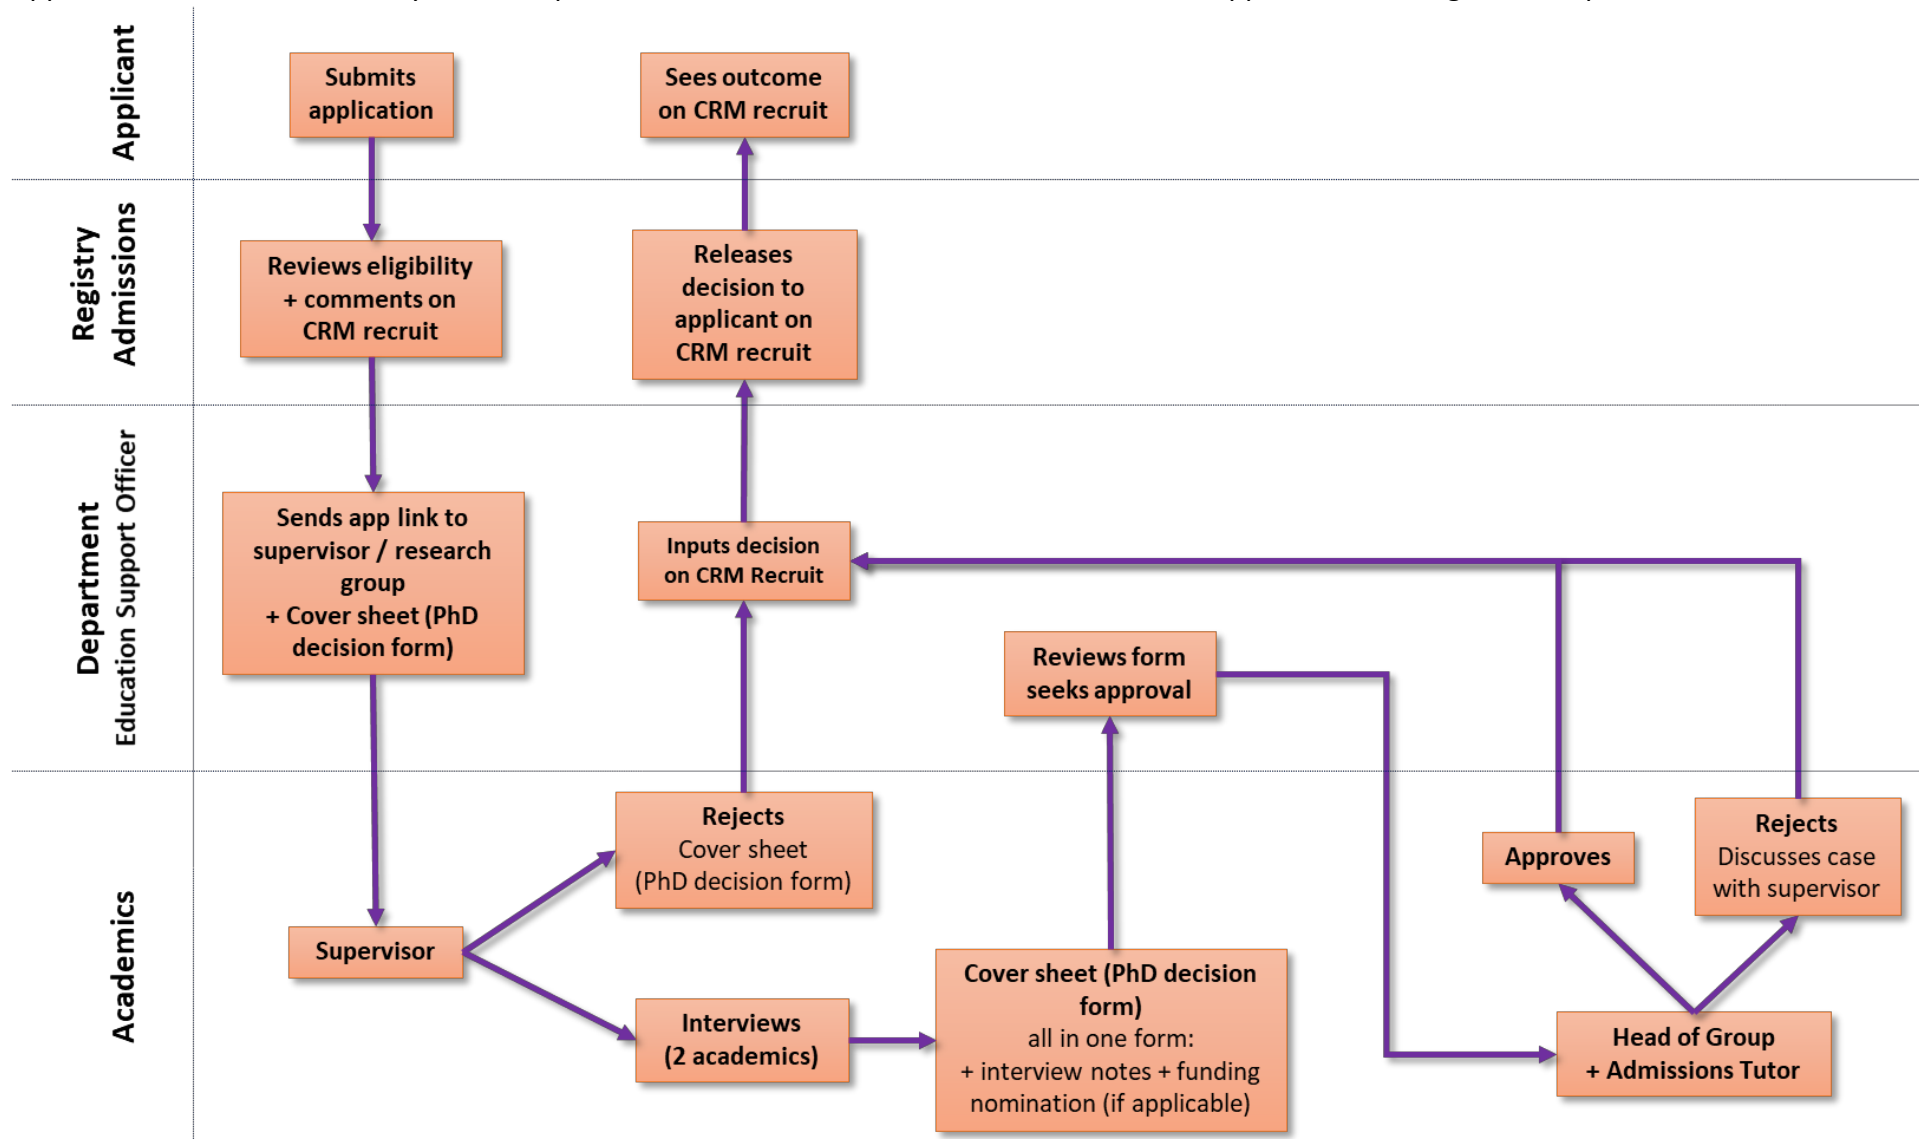 Applicant
Submits
application
Sees outcome
on CRM recruit
Registry
Admissions
Reviews eligibility
+ comments on
CRM recruit
Releases
decision to
applicant on
CRM recruit
Department
Education Support Officer
Sends app link to
supervisor / research
group
+ Cover sheet (PhD
decision form)
Inputs decision
on CRM Recruit
Reviews form
seeks approval
Academics
Supervisor
Rejects
Cover sheet
(PhD decision form)
Interviews
(2 academics)
Cover sheet (PhD decision
form)
all in one form:
+ interview notes + funding
nomination (if applicable)
Approves
Rejects
Discusses case
with supervisor
Head of Group
+ Admissions Tutor